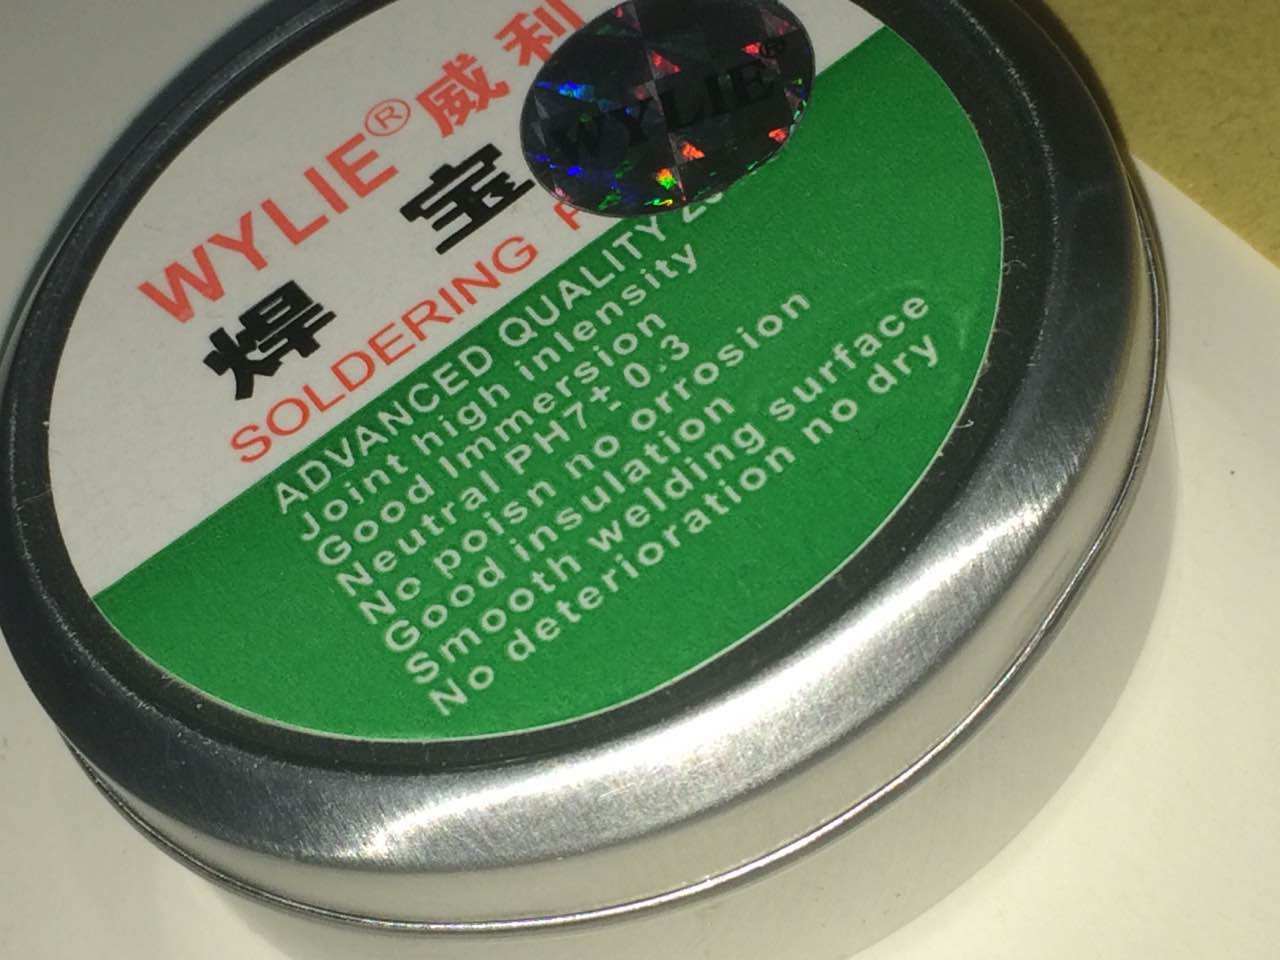 WYLIE® 威利
WYLIE®
焊 宝
SOLDERING
ADVANCED QUALITY
Joint high inlensity
Good Immersion
Neutral PH7± 0.3
No poisn no orrosion
Good insulation
Smooth welding surface
No deterioration no dry